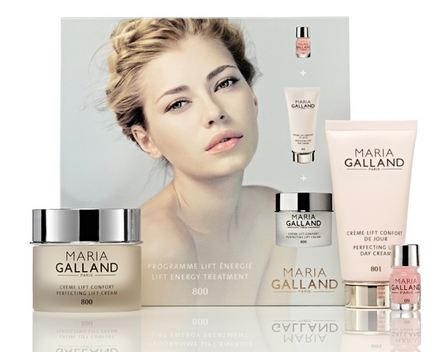 MARIA
GALLAND
PARIS
CRÈME LIFT CONFORT
PERFECTING LIFT CREAM
800
PROGRAMME LIFT ÉNERGIE
LIFT ENERGY TREATMENT
800
+
MARIA
GALLAND
+
MARIA
GALLAND
800
MARIA
GALLAND
PARIS
MARIA
GALLAND
PARIS
CRÈME LIFT CONFORT
DE JOUR
PERFECTING LIFT
DAY CREAM
801
MARIA
GALLAND